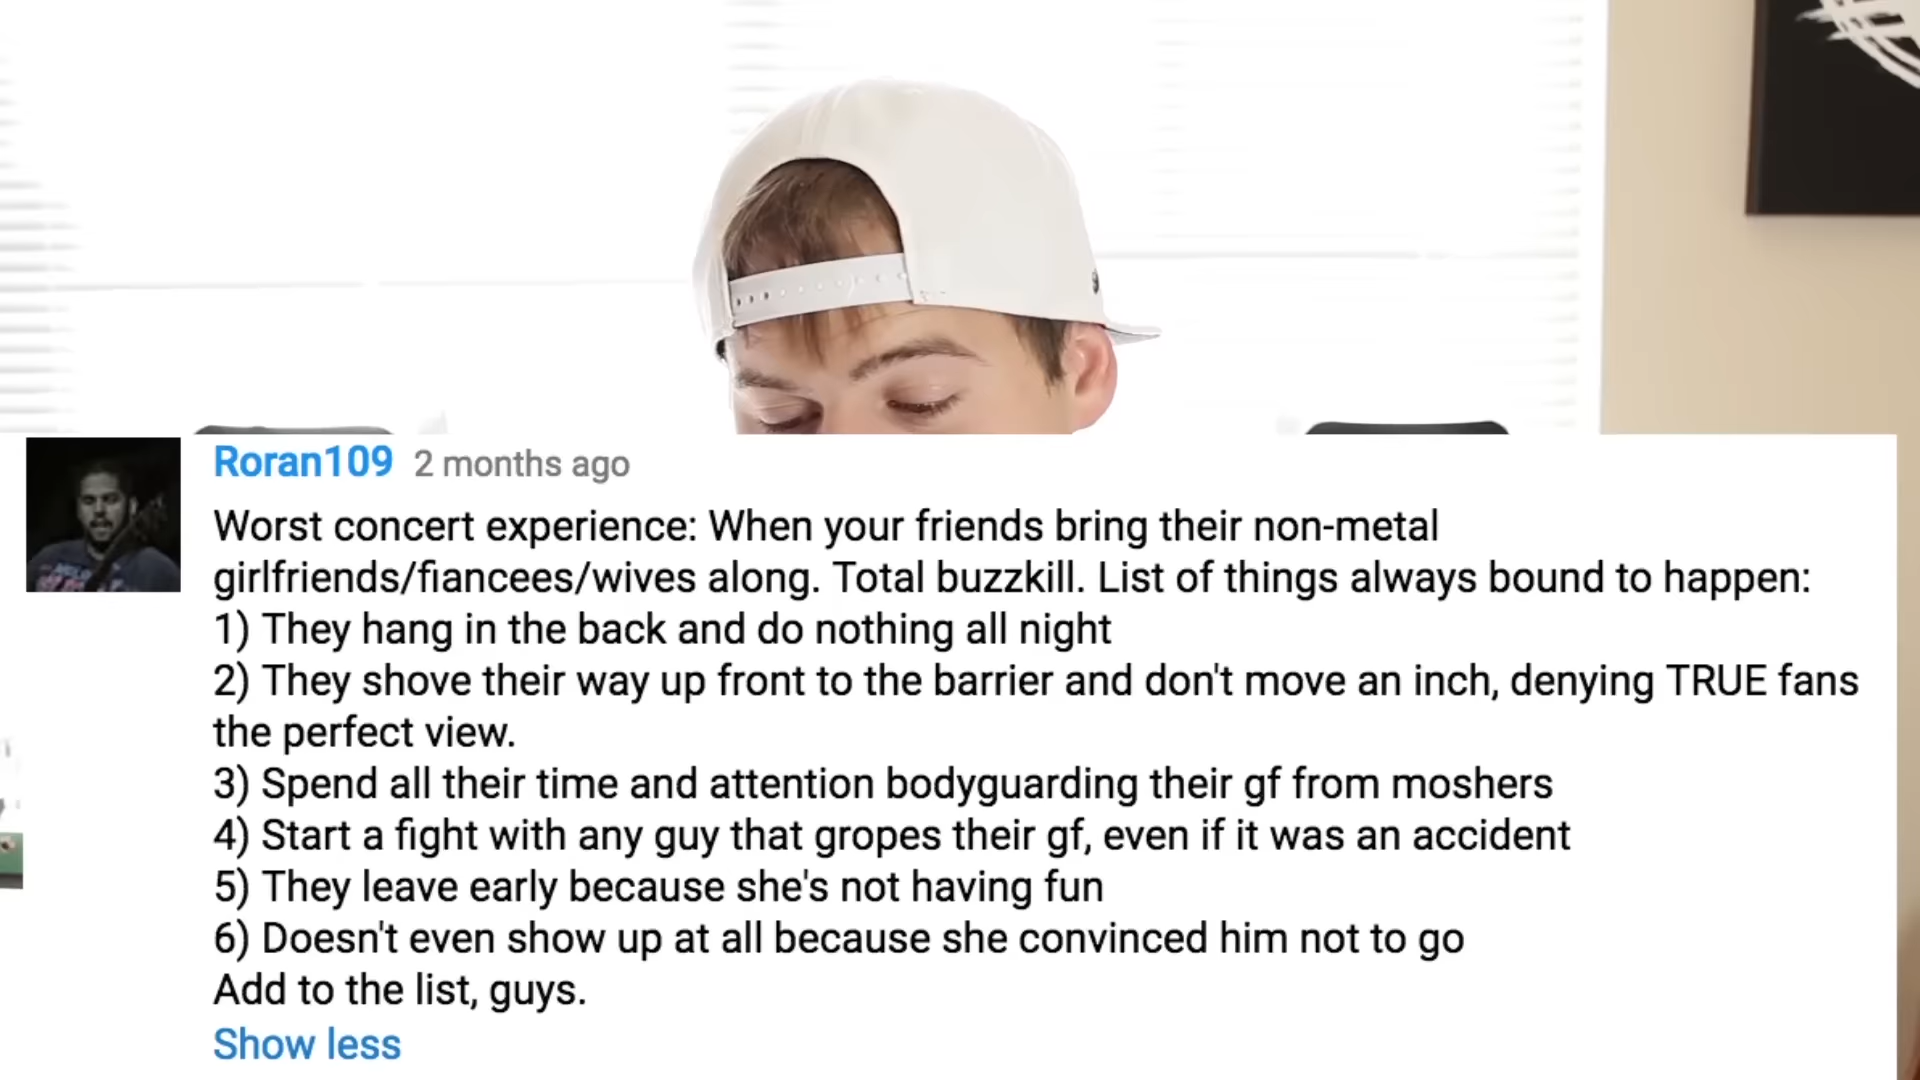 Roran109 2 months ago
Worst concert experience: When your friends bring their non-metal
girlfriends/fiancees/wives along. Total buzzkill. List of things always bound to happen:
1) They hang in the back and do nothing all night
2) They shove their way up front to the barrier and don't move an inch, denying TRUE fans
the perfect view.
3) Spend all their time and attention bodyguarding their gf from moshers
4) Start a fight with any guy that gropes their gf, even if it was an accident
5) They leave early because she's not having fun
6) Doesn't even show up at all because she convinced him not to go
Add to the list, guys.
Show less